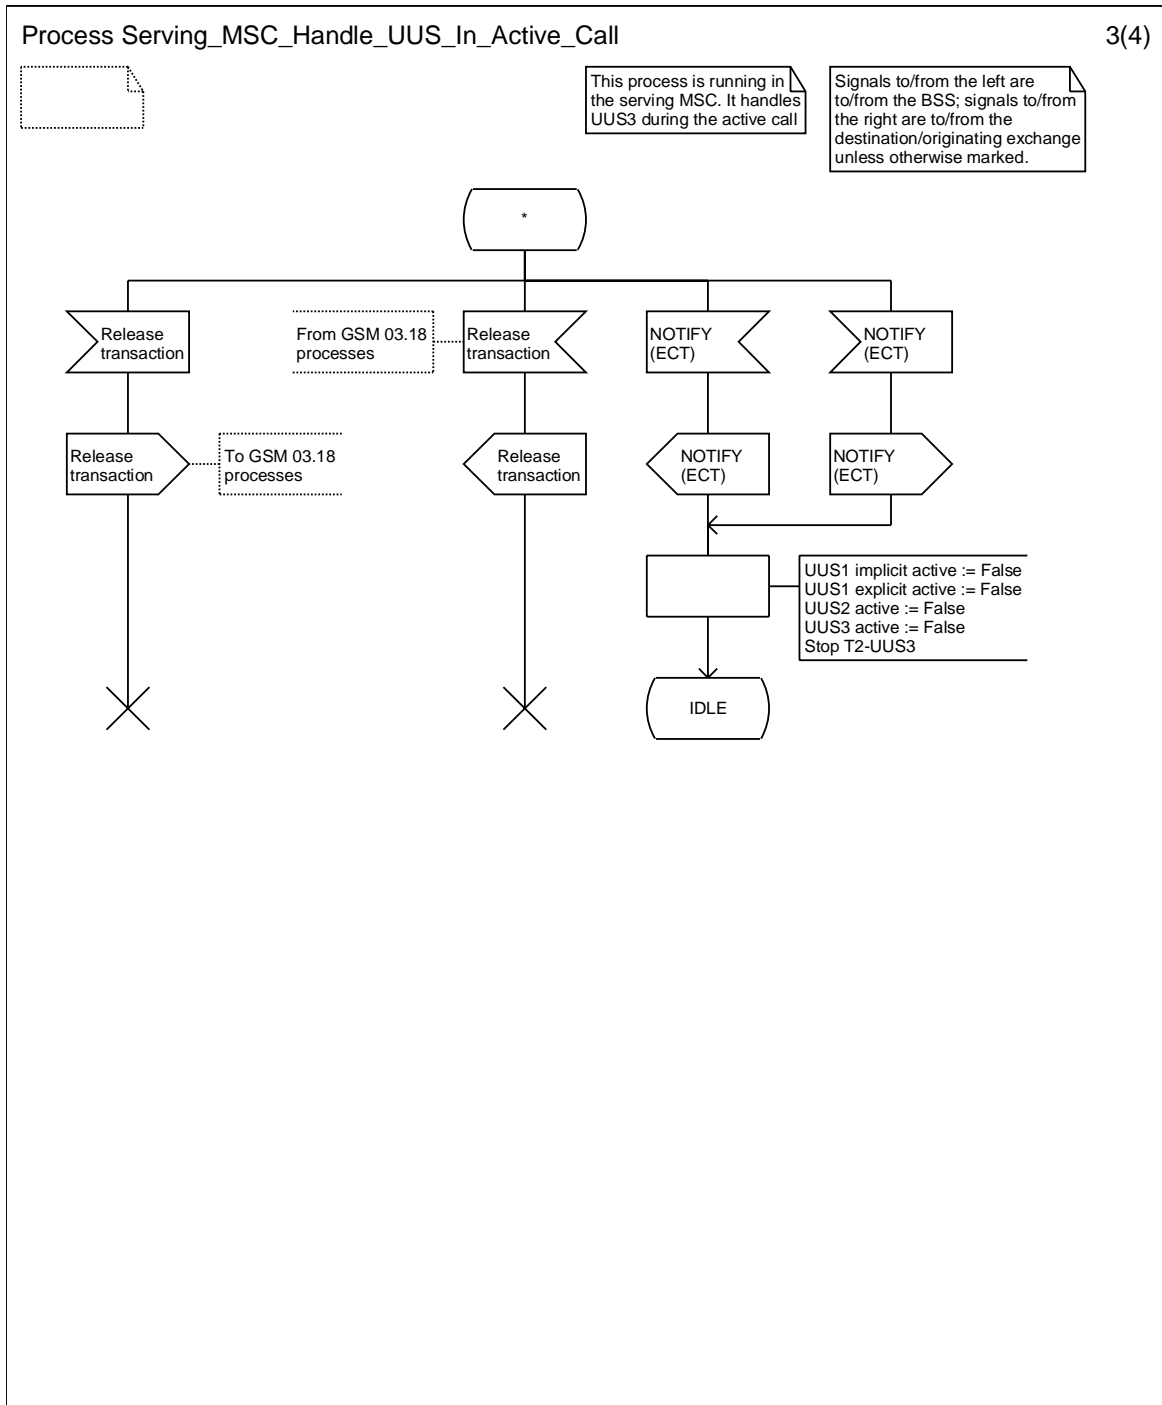 Process Serving_MSC_Handle_UUS_In_Active_Call
3(4)
This process is running in
the serving MSC. It handles
UUS3 during the active call
Signals to/from the left are
to/from the BSS; signals to/from
the right are to/from the
destination/originating exchange
unless otherwise marked.
*
Release
transaction
From GSM 03.18
processes
Release
transaction
NOTIFY
(ECT)
NOTIFY
(ECT)
Release
transaction
To GSM 03.18
processes
Release
transaction
NOTIFY
(ECT)
NOTIFY
(ECT)
UUS1 implicit active := False
UUS1 explicit active := False
UUS2 active := False
UUS3 active := False
Stop T2-UUS3
IDLE